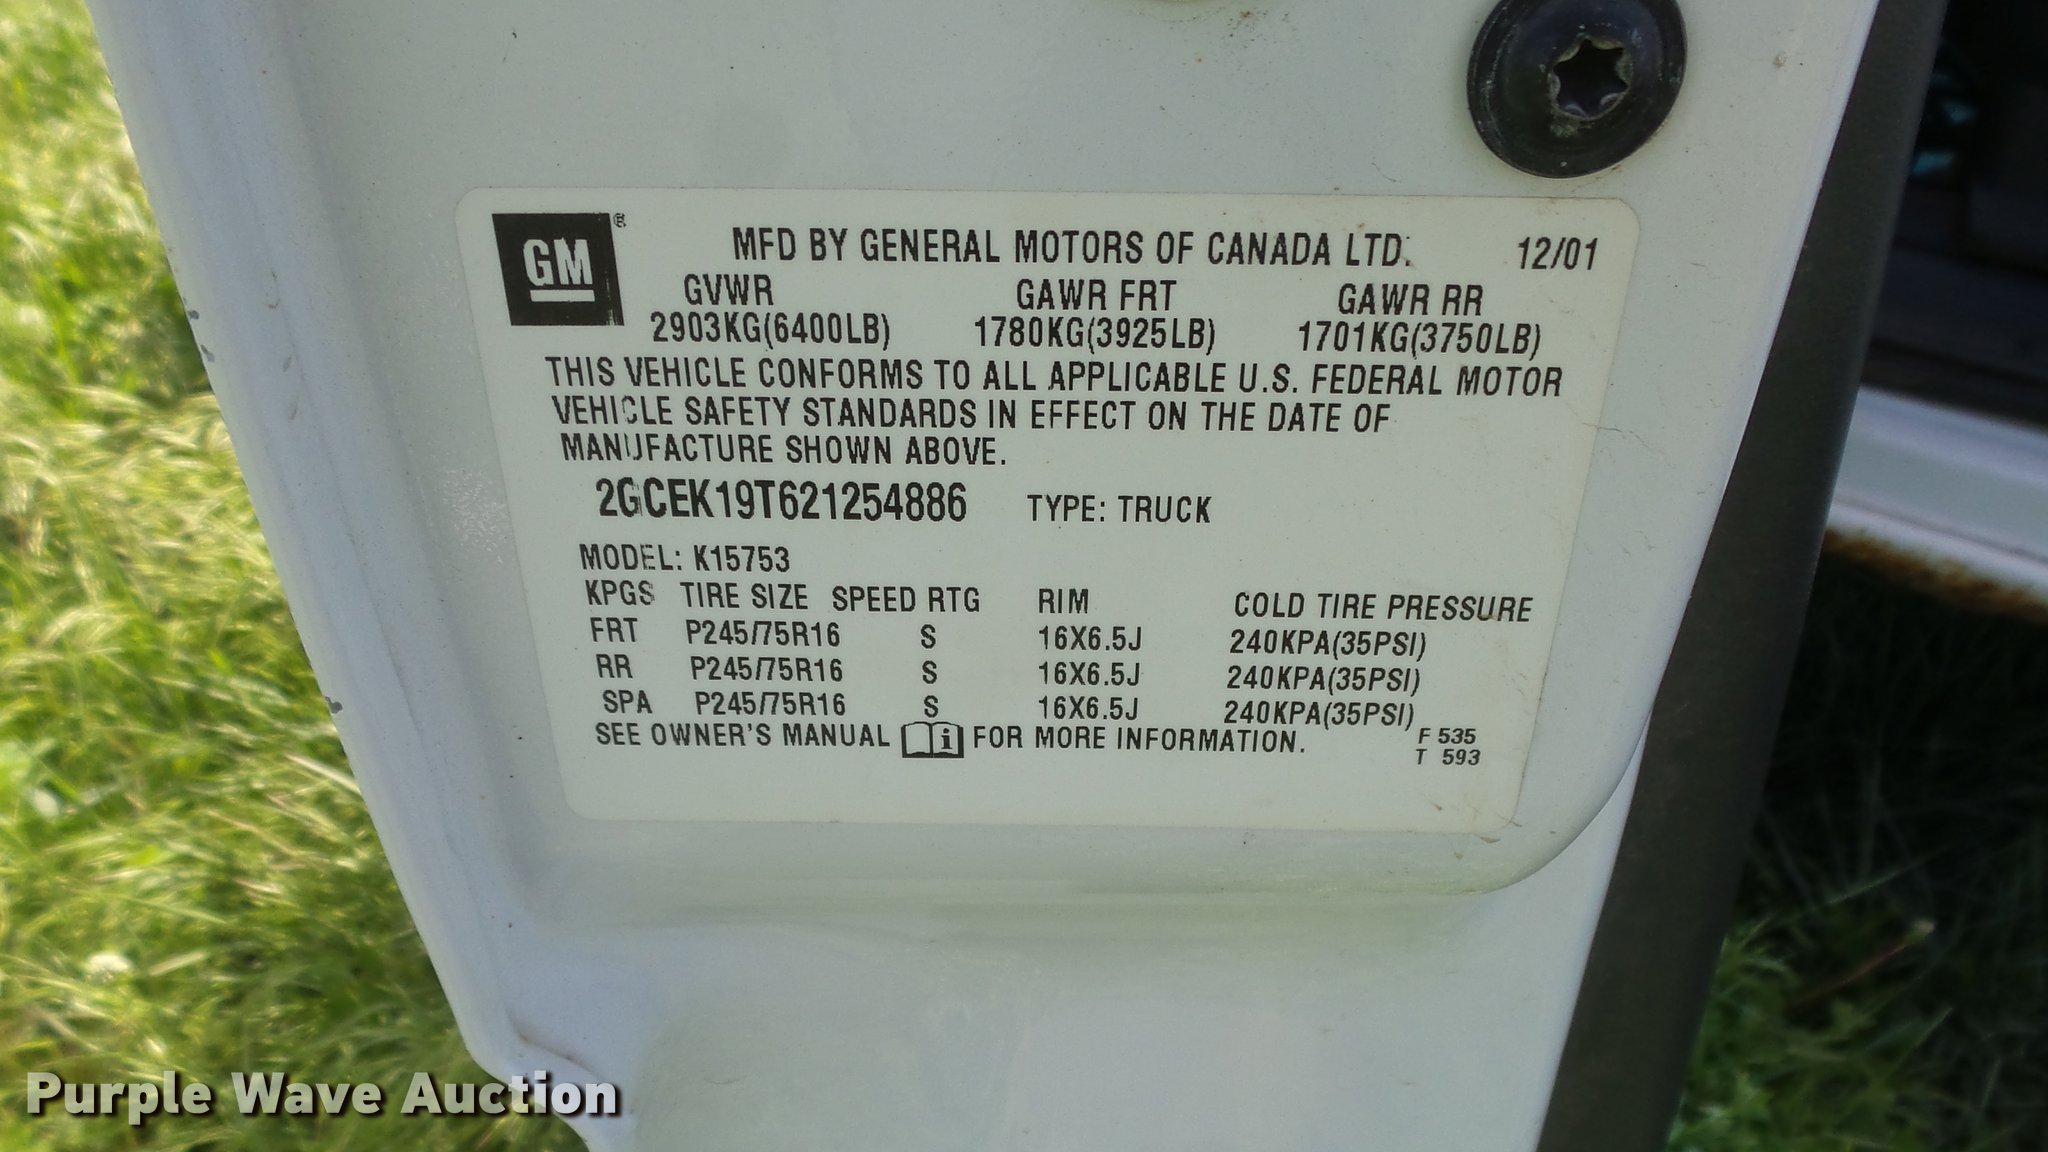 GM®
MFD BY GENERAL MOTORS OF CANADA LTD. 12/01
GVWR GAWR FRT GAWR RR
2903KG(6400LB) 1780KG(3925LB) 1701KG(3750LB)
THIS VEHICLE CONFORMS TO ALL APPLICABLE U.S. FEDERAL MOTOR
VEHICLE SAFETY STANDARDS IN EFFECT ON THE DATE OF
MANUFACTURE SHOWN ABOVE.
2GCEK19T621254886 TYPE: TRUCK
MODEL: K15753
KPGS TIRE SIZE SPEED RTG RIM COLD TIRE PRESSURE
FRT P245/75R16 S 16X6.5J 240KPA(35PSI)
RR P245/75R16 S 16X6.5J 240KPA(35PSI)
SPA P245/75R16 S 16X6.5J 240KPA(35PSI)
SEE OWNER'S MANUAL i FOR MORE INFORMATION.
F 535
T 593
Purple Wave Auction